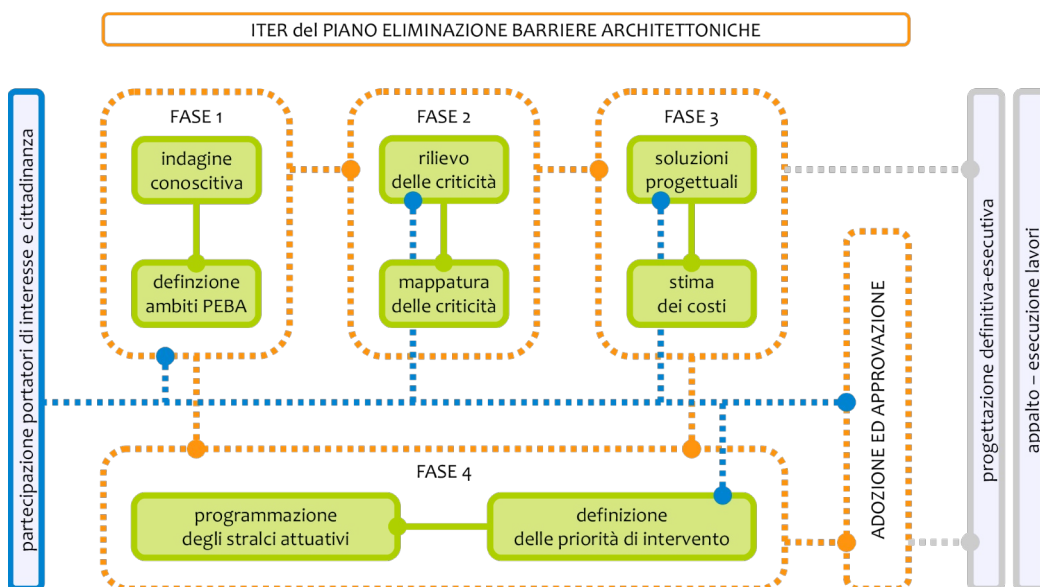 ITER del PIANO ELIMINAZIONE BARRIERE ARCHITETTONICHE
partecipazione portatori di interesse e cittadinanza
FASE 1
indagine
conoscitiva
definzione
ambiti PEBA
FASE 2
rilievo
delle criticità
mappatura
delle criticità
FASE 3
soluzioni
progettuali
stima
dei costi
FASE 4
programmazione
degli stralci attuativi
definizione
delle priorità di intervento
ADOZIONE ED APPROVAZIONE
progettazione definitiva-esecutiva
appalto – esecuzione lavori